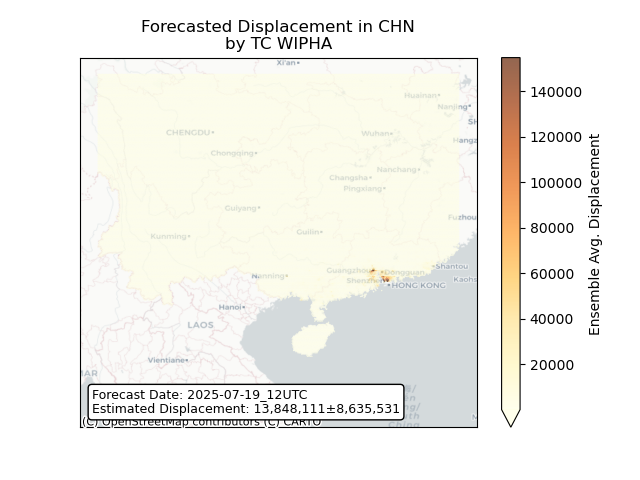 Forecasted Displacement in CHN
by TC WIPHA
Xi'an
Huainan
Nanjing
CHENGDU
Wuhan
Chongqing
Nanchang
Changsha
Pingxiang
Guiyang
Fuzhou
Guilin
Kunming
Shantou
Guangzhou
Dongguan
Nanning
Shenzhen
HONG KONG
Kaohs
Hanoi
LAOS
Vientiane
Forecast Date: 2025-07-19_12UTC
Estimated Displacement: 13,848,111±8,635,531
(C) OpenStreetMap contributors (C) CARTO
140000
120000
100000
80000
60000
40000
20000
Ensemble Avg. Displacement